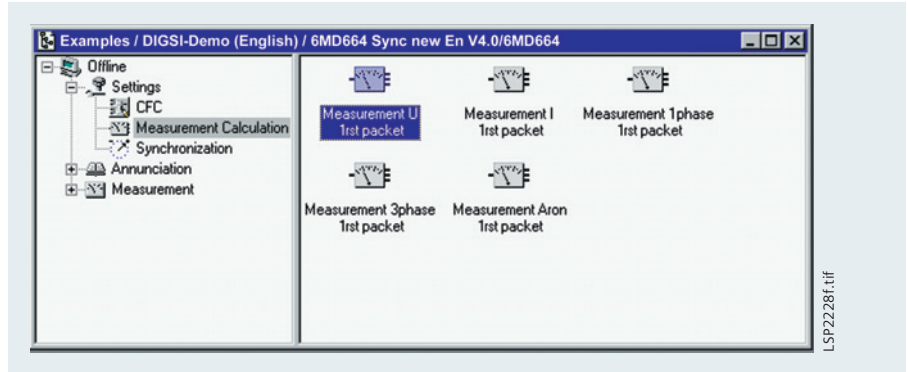 Examples / DIGSI-Demo (English) / 6MD664 Sync new En V4.0/6MD664
Offline
Settings
CFC
Measurement Calculation
Synchronization
Annunciation
Measurement
Measurement U
1rst packet
Measurement I
1rst packet
Measurement 1phase
1rst packet
Measurement 3phase
1rst packet
Measurement Aron
1rst packet
LSP2228f.tif